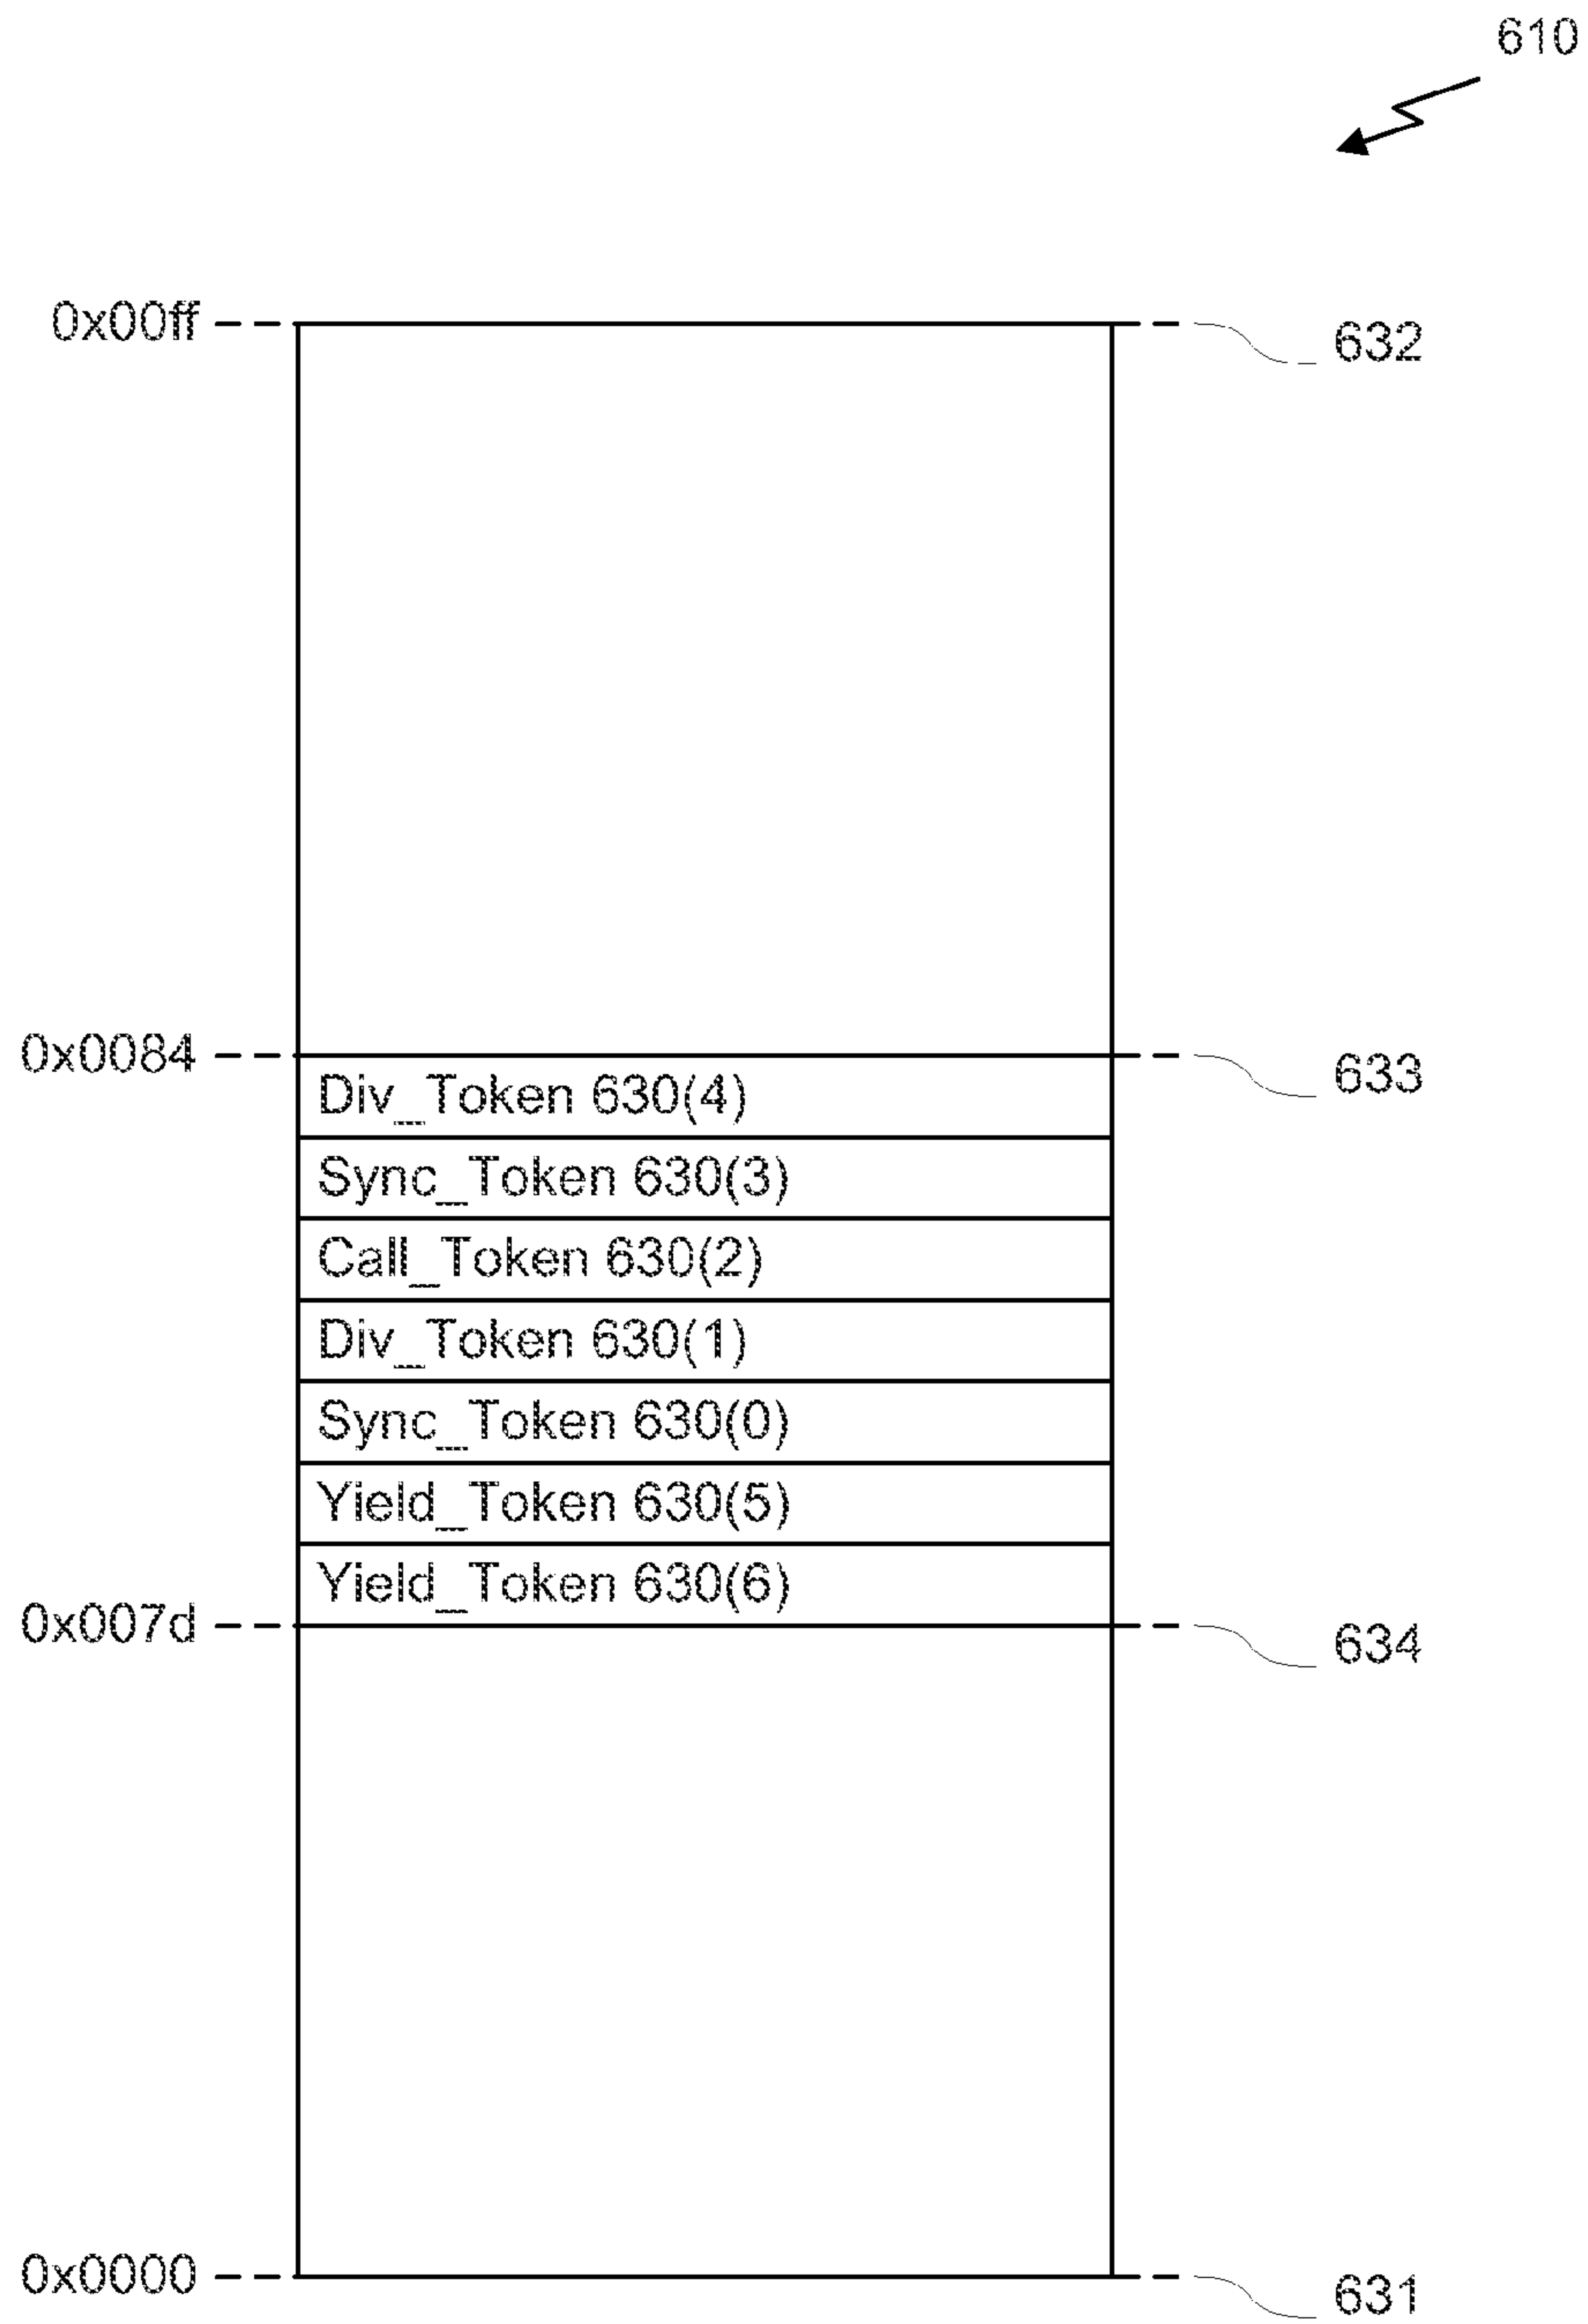 610
0x00ff
632
0x0084
633
Div_Token 630(4)
Sync_Token 630(3)
Call_Token 630(2)
Div_Token 630(1)
Sync_Token 630(0)
Yield_Token 630(5)
Yield_Token 630(6)
0x007d
634
0x0000
631